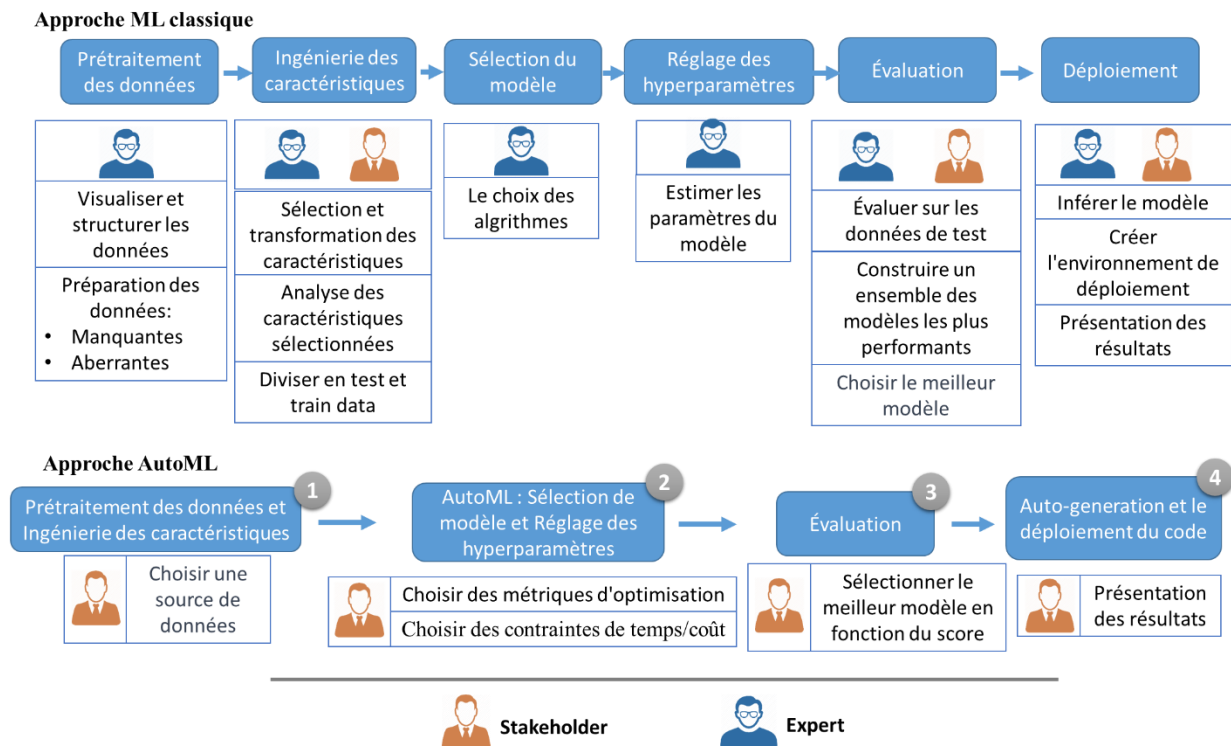 Approche ML classique
Prétraitement
des données
Ingénierie des
caractéristiques
Sélection du
modèle
Réglage des
hyperparamètres
Évaluation
Déploiement
Visualiser et
structurer les
données
Préparation des
données:
• Manquantes
• Aberrantes
Sélection et
transformation des
caractéristiques
Analyse des
caractéristiques
sélectionnées
Diviser en test et
train data
Le choix des
algorithmes
Estimer les
paramètres du
modèle
Évaluer sur les
données de test
Construire un
ensemble des
modèles les plus
performants
Choisir le meilleur
modèle
Inférer le modèle
Créer
l'environnement de
déploiement
Présentation des
résultats
Approche AutoML
1
Prétraitement des données et
Ingénierie des caractéristiques
2
AutoML : Sélection de
modèle et Réglage des
hyperparamètres
3
Évaluation
4
Auto-generation et le
déploiement du code
Choisir une
source de
données
Choisir des métriques d'optimisation
Choisir des contraintes de temps/coût
Sélectionner le
meilleur modèle en
fonction du score
Présentation
des résultats
Stakeholder
Expert